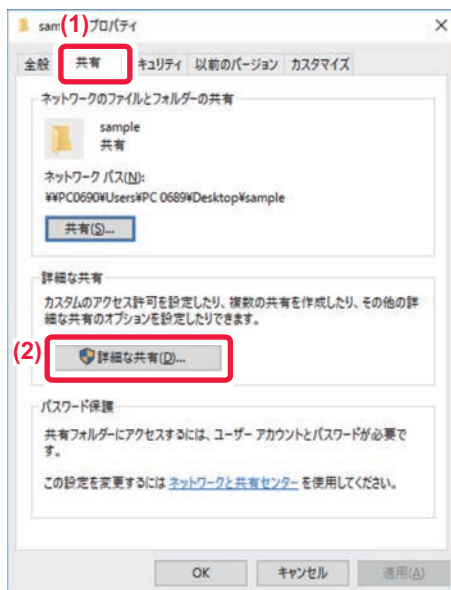 sam (1) プロパティ
全般 共有 キュリティ 以前のバージョン カスタマイズ
ネットワークのファイルとフォルダーの共有
sample
共有
ネットワーク パス(N):
¥¥PC0690¥Users¥PC 0689¥Desktop¥sample
共有(S)...
詳細な共有
カスタムのアクセス許可を設定したり、複数の共有を作成したり、その他の詳
細な共有のオプションを設定したりできます。
(2)
詳細な共有(D)...
パスワード保護
共有フォルダーにアクセスするには、ユーザー アカウントとパスワードが必要で
す。
この設定を変更するには ネットワークと共有センター を使用してください。
OK キャンセル 適用(A)